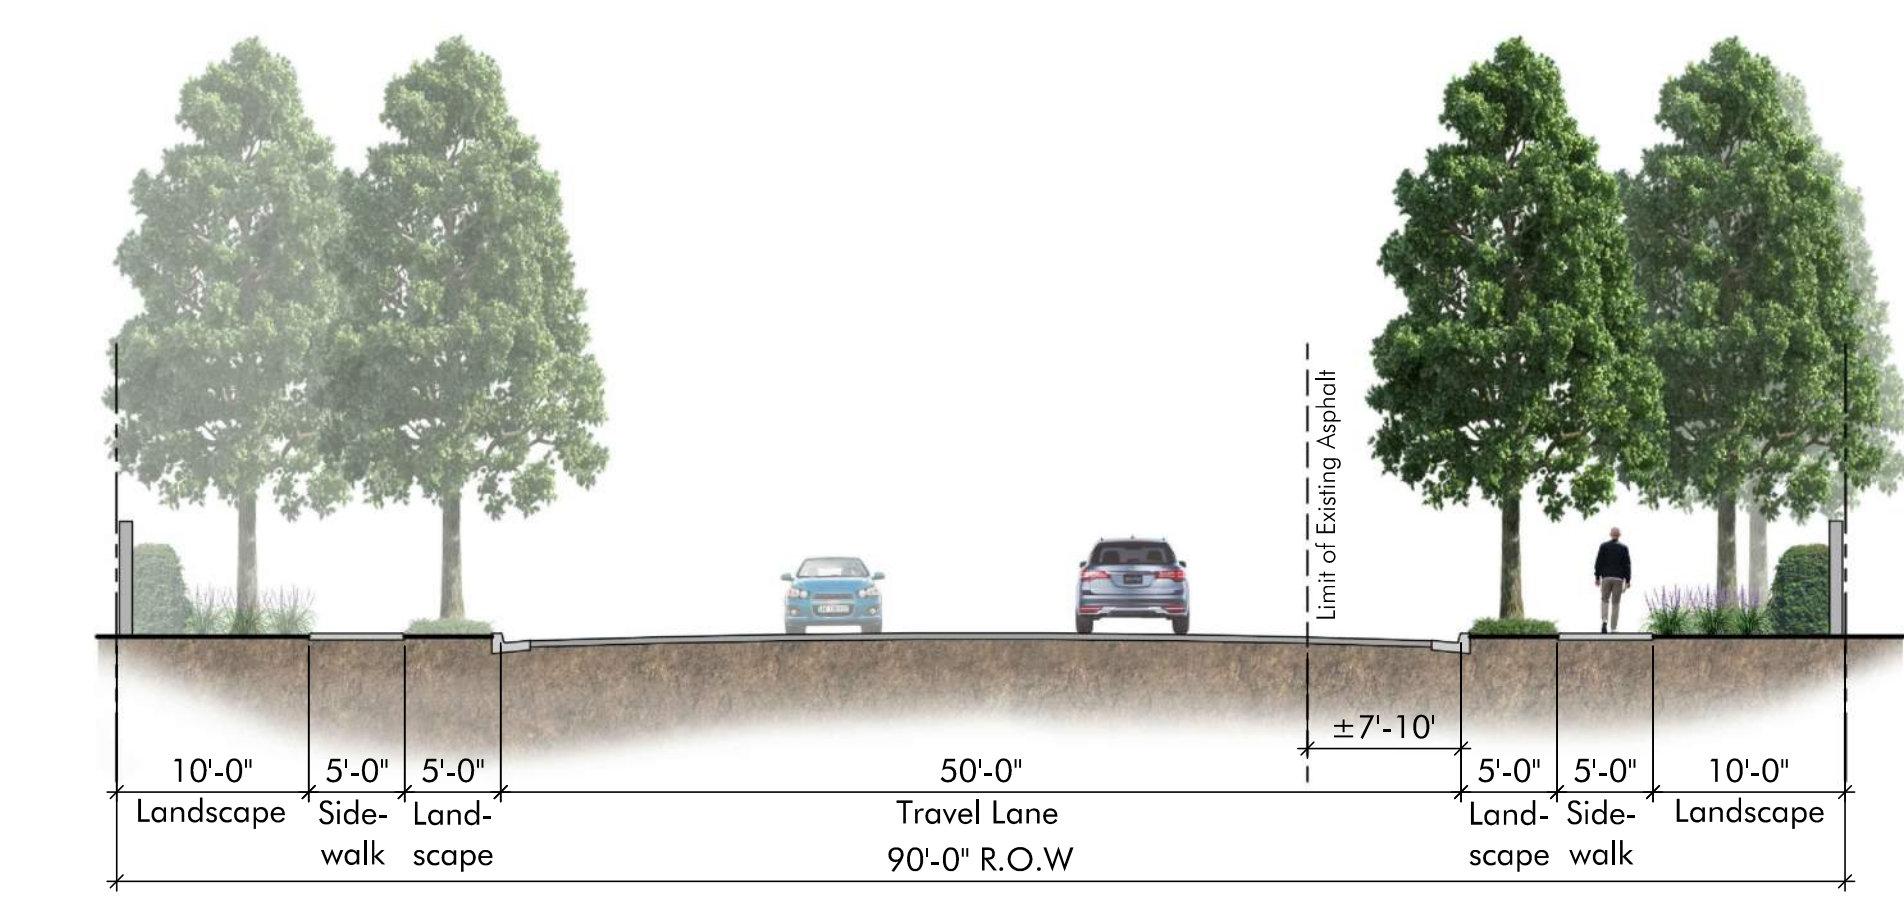 Limit of Existing Asphalt
±7'-10'
10'-0" 5'-0" 5'-0" 50'-0" 5'-0" 5'-0" 10'-0"
Landscape Side- Land- Travel Lane Land- Side- Landscape
walk scape 90'-0" R.O.W scape walk